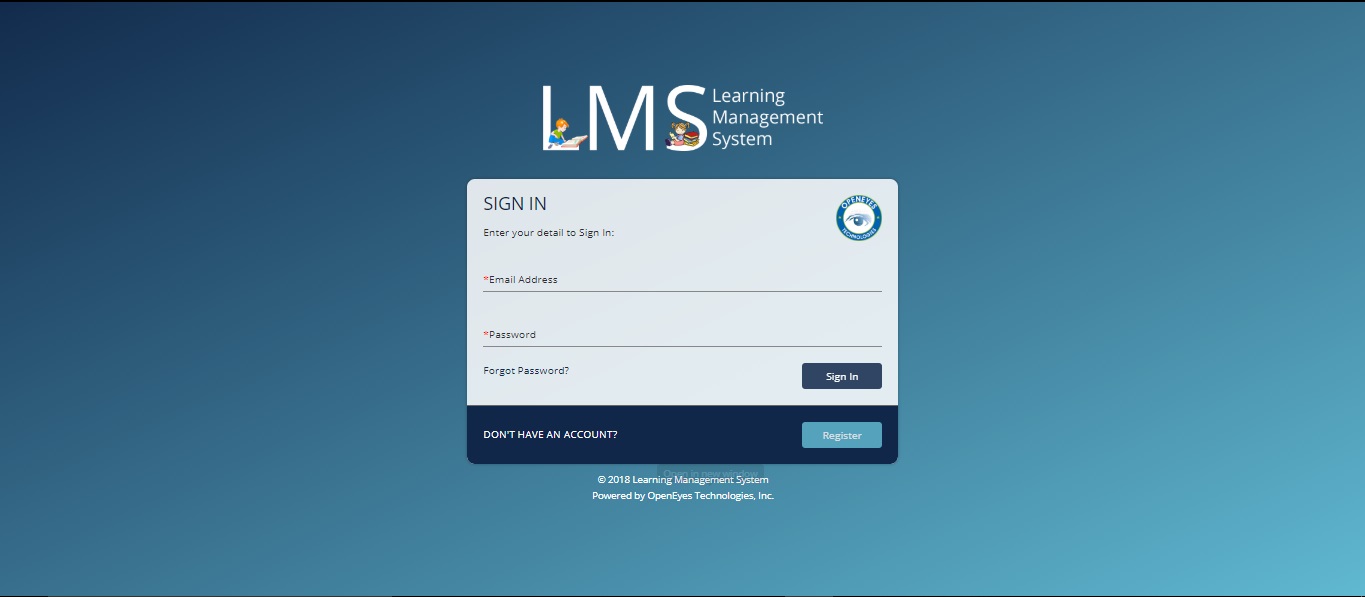 LMS
Learning
Management
System
SIGN IN
OPENEYES
TECHNOLOGIES
Enter your detail to Sign In:
*Email Address
*Password
Forgot Password?
Sign In
DON'T HAVE AN ACCOUNT?
Register
Open in new window
© 2018 Learning Management System
Powered by OpenEyes Technologies, Inc.